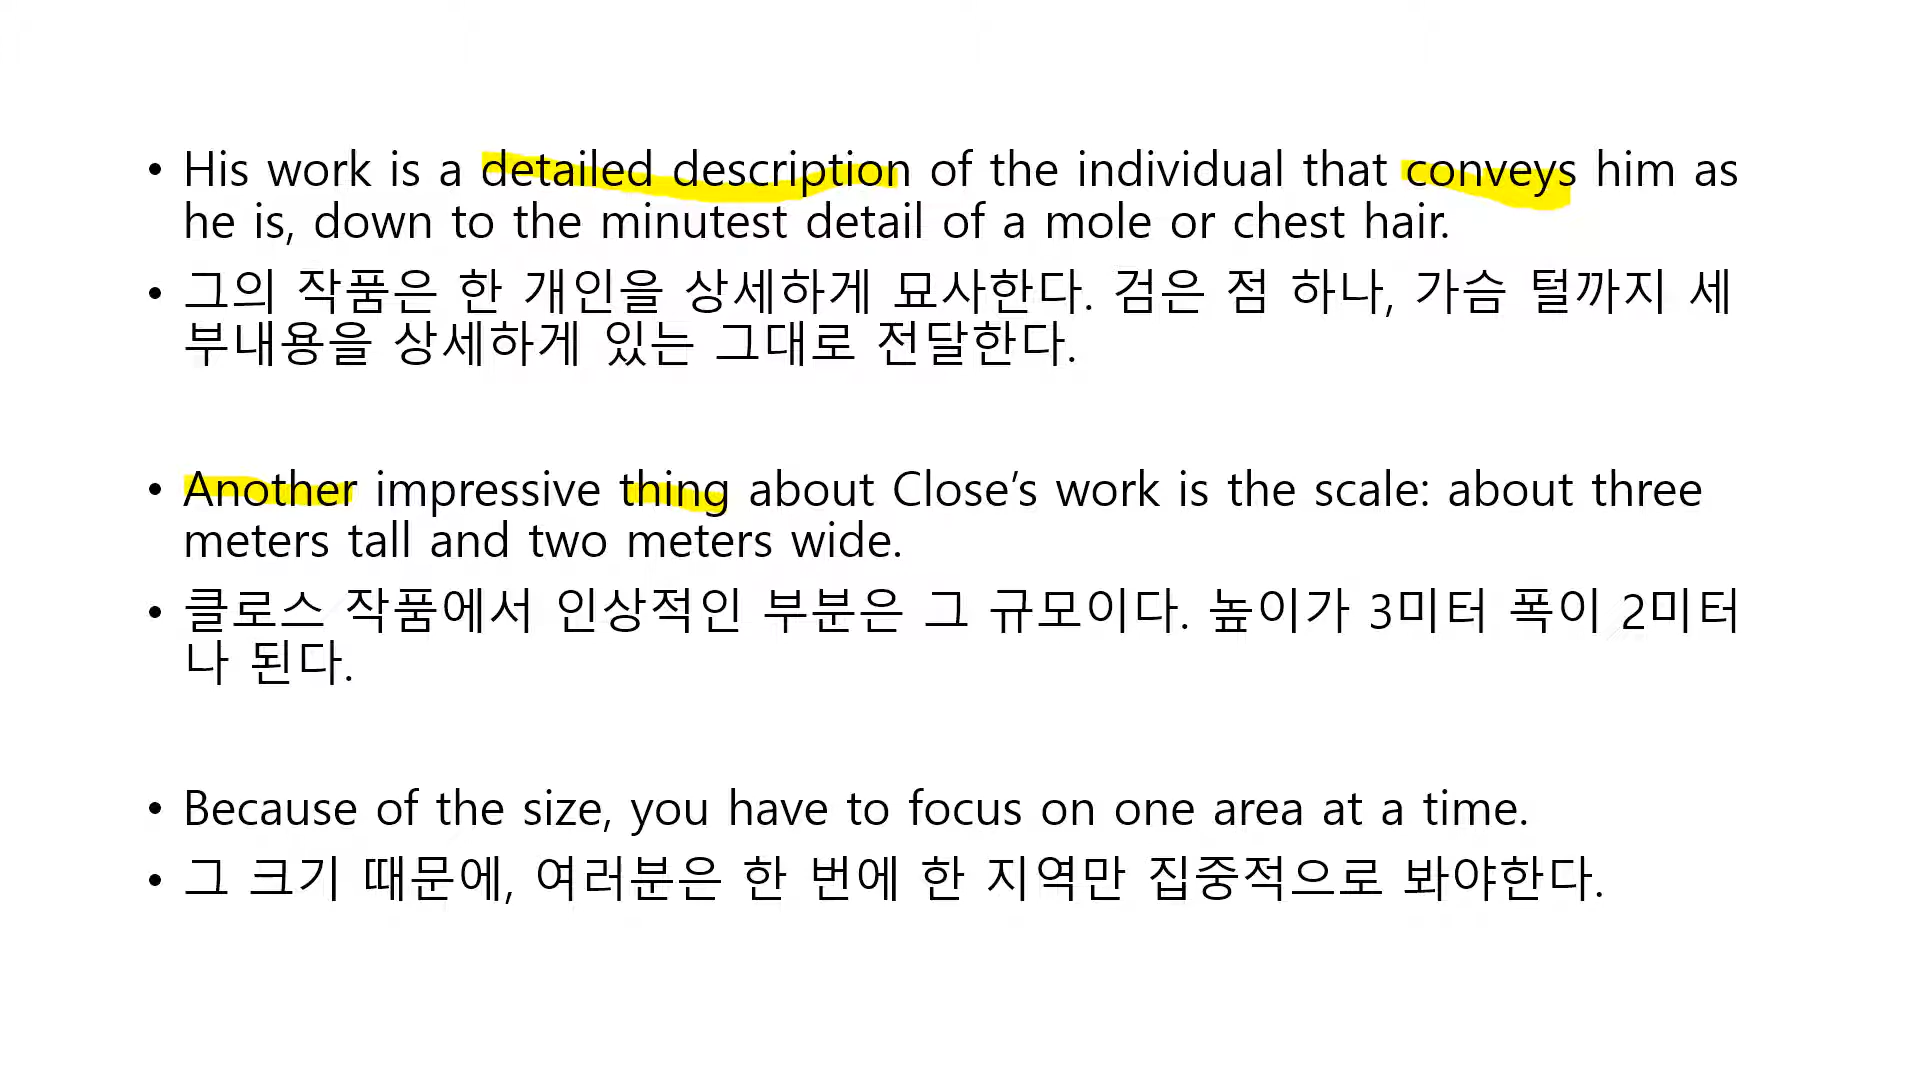 • His work is a detailed description of the individual that conveys him as
he is, down to the minutest detail of a mole or chest hair.
• 그의 작품은 한 개인을 상세하게 묘사한다. 검은 점 하나, 가슴 털까지 세
부내용을 상세하게 있는 그대로 전달한다.
• Another impressive thing about Close’s work is the scale: about three
meters tall and two meters wide.
• 클로스 작품에서 인상적인 부분은 그 규모이다. 높이가 3미터 폭이 2미터
나 된다.
• Because of the size, you have to focus on one area at a time.
• 그 크기 때문에, 여러분은 한 번에 한 지역만 집중적으로 봐야한다.